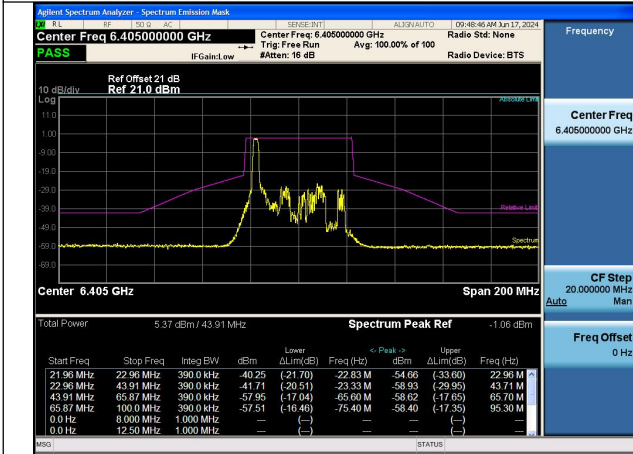 Agilent Spectrum Analyzer - Spectrum Emission Mask
RL RF 50 Ω AC SENSE:INT ALIGNAUTO 09:48:46 AM Jun 17, 2024
Center Freq 6.405000000 GHz Center Freq: 6.405000000 GHz Radio Std: None
Trig: Free Run Avg: 100.00% of 100
PASS IFGain:Low #Atten: 16 dB Radio Device: BTS
Ref Offset 21 dB
10 dB/div Ref 21.0 dBm
Log
Absolute Limit
11.0
1.00
-9.00
-19.0
-29.0
-39.0
Relative Limit
-49.0
Spectrum
-59.0
-69.0
Center 6.405 GHz Span 200 MHz
Total Power 5.37 dBm / 43.91 MHz Spectrum Peak Ref -1.06 dBm
Lower <- Peak -> Upper
Start Freq Stop Freq Integ BW dBm ΔLim(dB) Freq (Hz) dBm ΔLim(dB) Freq (Hz)
21.96 MHz 22.96 MHz 390.0 kHz -40.25 (-21.70) -22.83 M -54.66 (-33.60) 22.96 M
22.96 MHz 43.91 MHz 390.0 kHz -41.71 (-20.51) -23.33 M -58.93 (-29.95) 43.71 M
43.91 MHz 65.87 MHz 390.0 kHz -57.95 (-17.04) -65.60 M -58.62 (-17.65) 65.70 M
65.87 MHz 100.0 MHz 390.0 kHz -57.51 (-16.46) -75.40 M -58.40 (-17.35) 95.30 M
0.0 Hz 8.000 MHz 1.000 MHz --- (---) --- --- (---) ---
0.0 Hz 12.50 MHz 1.000 MHz --- (---) --- --- (---) ---
MSG STATUS
Frequency
Center Freq
6.405000000 GHz
CF Step
20.000000 MHz
Auto Man
Freq Offset
0 Hz